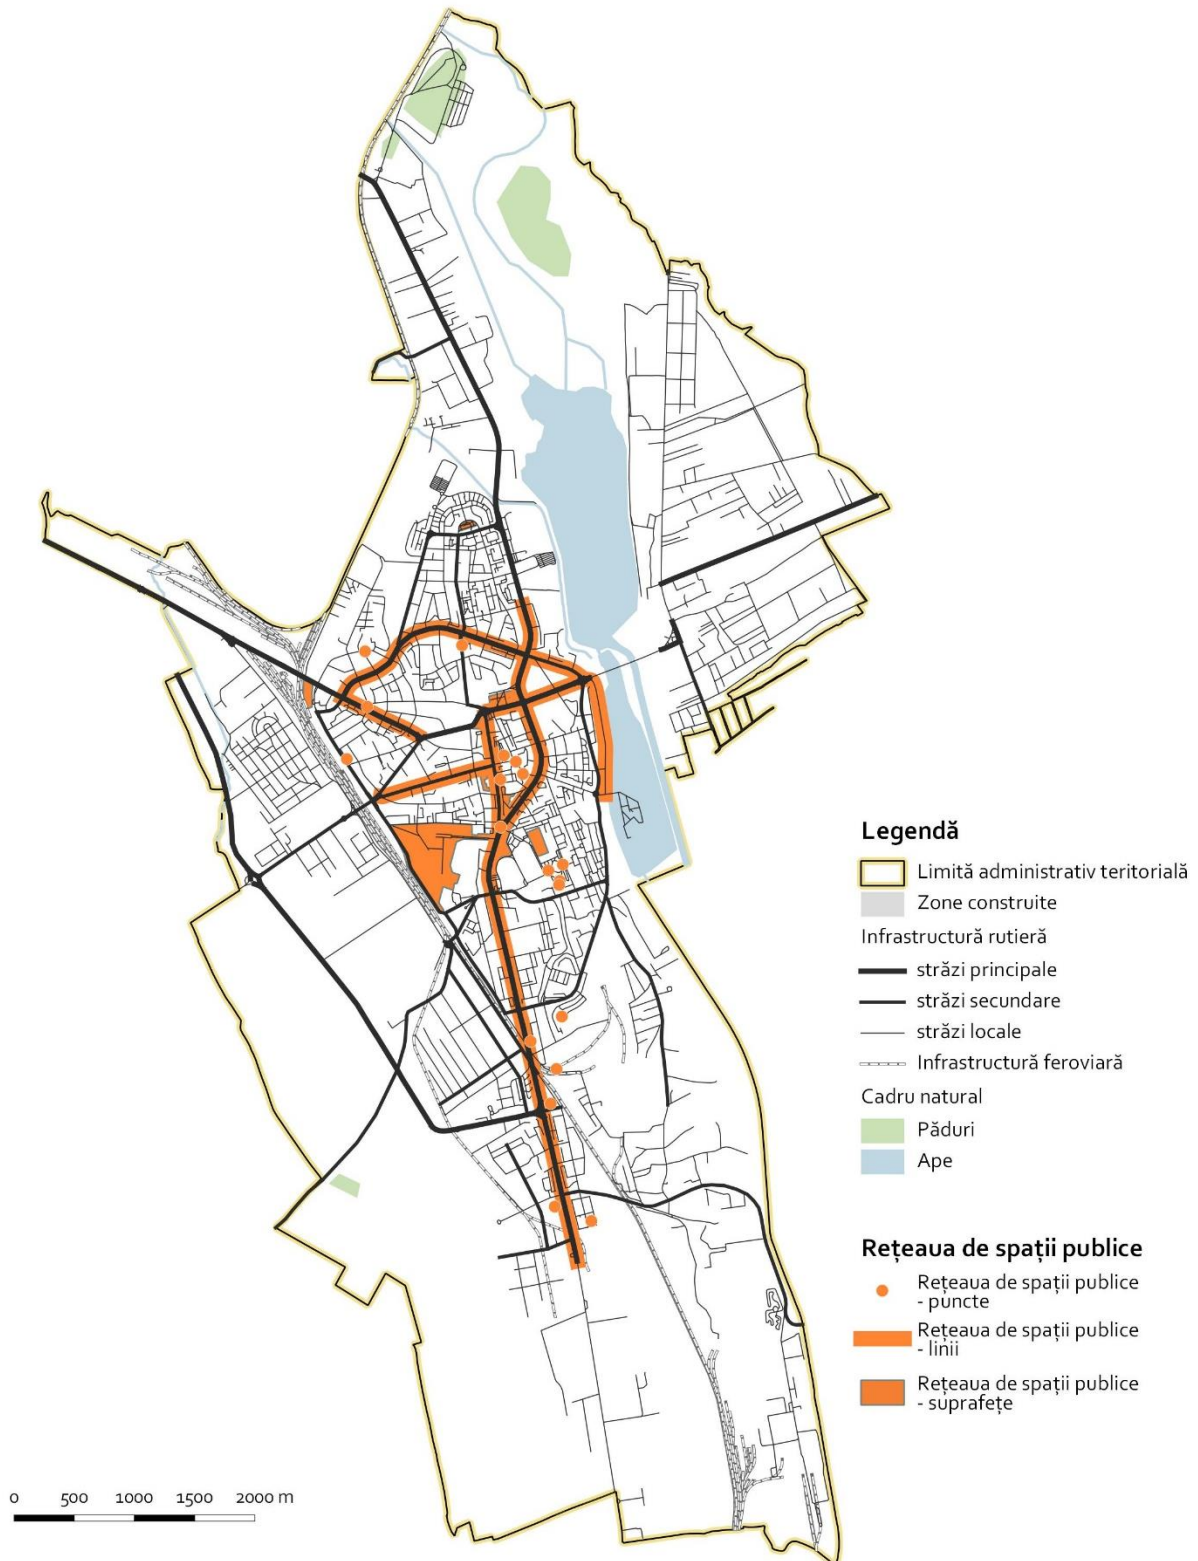 Legendă
Limită administrativ teritorială
Zone construite
Infrastructură rutieră
străzi principale
străzi secundare
străzi locale
Infrastructură feroviară
Cadru natural
Păduri
Ape
Rețeaua de spații publice
Rețeaua de spații publice
- puncte
Rețeaua de spații publice
- linii
Rețeaua de spații publice
- suprafețe
0 500 1000 1500 2000 m